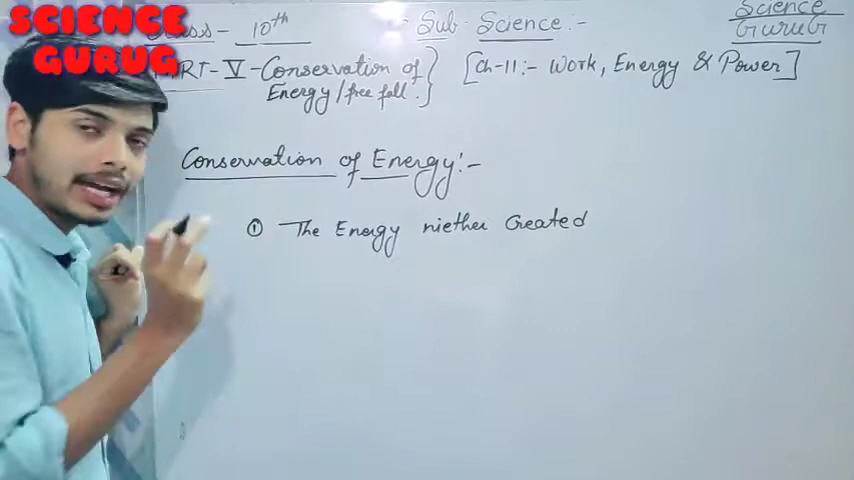 SCIENCE
GURUG
Class - 10th Sub - Science :-
Science
GuruG
PART - V - Conservation of
Energy / free fall.
[Ch-11:- Work, Energy & Power]
Conservation of Energy :-
① The Energy niether Created